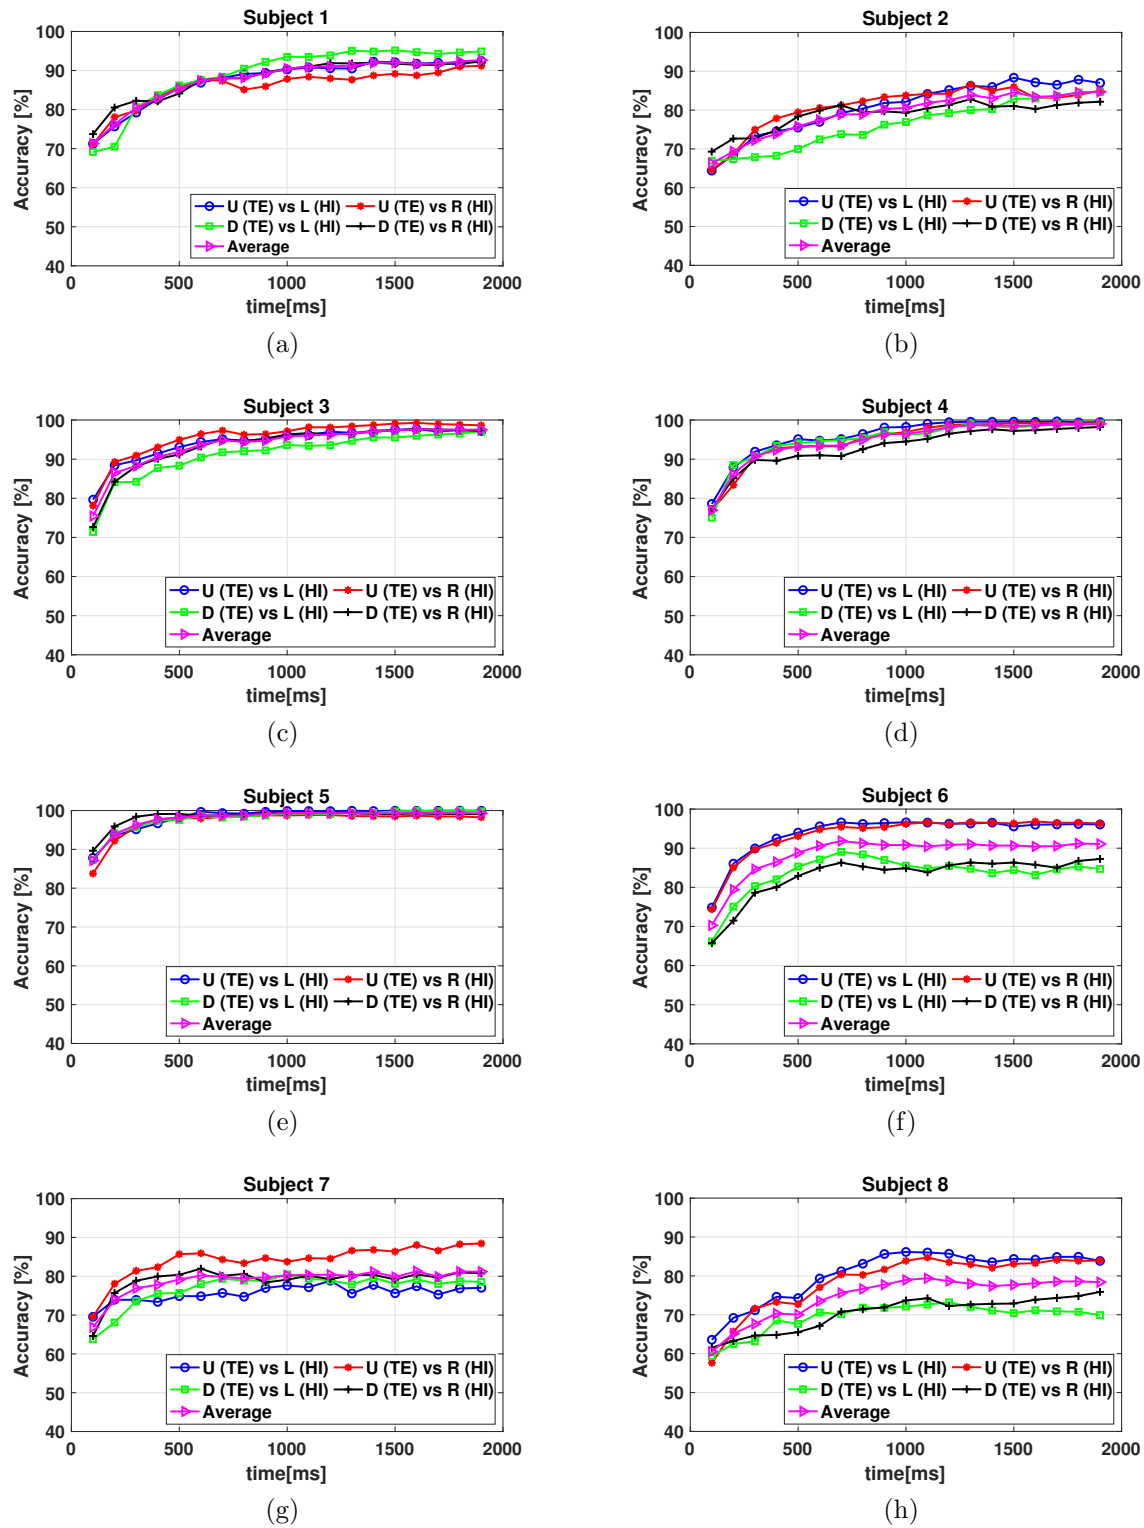 Subject 1
100
90
80
70
60
50
40
Accuracy [%]
U (TE) vs L (HI) U (TE) vs R (HI)
D (TE) vs L (HI) D (TE) vs R (HI)
Average
0 500 1000 1500 2000
time[ms]
(a)
Subject 2
100
90
80
70
60
50
40
Accuracy [%]
U (TE) vs L (HI) U (TE) vs R (HI)
D (TE) vs L (HI) D (TE) vs R (HI)
Average
0 500 1000 1500 2000
time[ms]
(b)
Subject 3
100
90
80
70
60
50
40
Accuracy [%]
U (TE) vs L (HI) U (TE) vs R (HI)
D (TE) vs L (HI) D (TE) vs R (HI)
Average
0 500 1000 1500 2000
time[ms]
(c)
Subject 4
100
90
80
70
60
50
40
Accuracy [%]
U (TE) vs L (HI) U (TE) vs R (HI)
D (TE) vs L (HI) D (TE) vs R (HI)
Average
0 500 1000 1500 2000
time[ms]
(d)
Subject 5
100
90
80
70
60
50
40
Accuracy [%]
U (TE) vs L (HI) U (TE) vs R (HI)
D (TE) vs L (HI) D (TE) vs R (HI)
Average
0 500 1000 1500 2000
time[ms]
(e)
Subject 6
100
90
80
70
60
50
40
Accuracy [%]
U (TE) vs L (HI) U (TE) vs R (HI)
D (TE) vs L (HI) D (TE) vs R (HI)
Average
0 500 1000 1500 2000
time[ms]
(f)
Subject 7
100
90
80
70
60
50
40
Accuracy [%]
U (TE) vs L (HI) U (TE) vs R (HI)
D (TE) vs L (HI) D (TE) vs R (HI)
Average
0 500 1000 1500 2000
time[ms]
(g)
Subject 8
100
90
80
70
60
50
40
Accuracy [%]
U (TE) vs L (HI) U (TE) vs R (HI)
D (TE) vs L (HI) D (TE) vs R (HI)
Average
0 500 1000 1500 2000
time[ms]
(h)